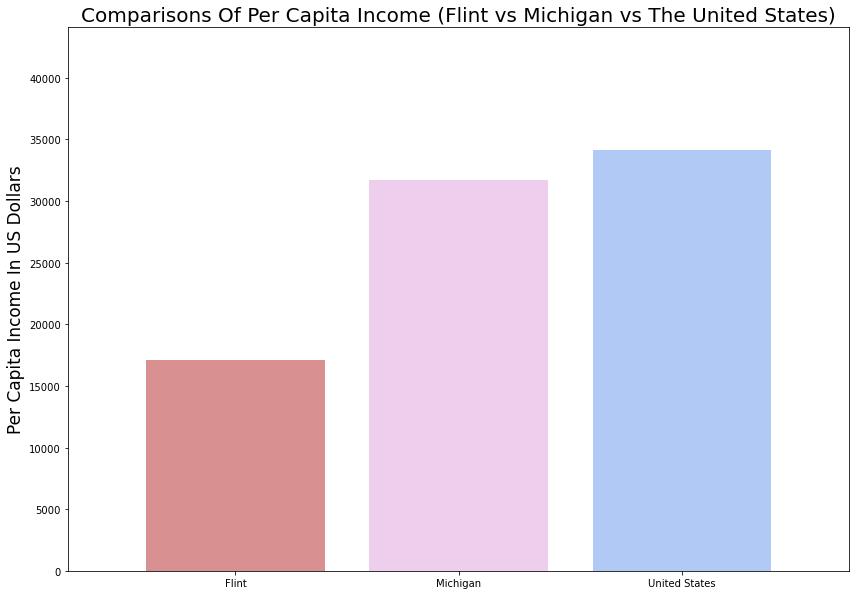 Comparisons Of Per Capita Income (Flint vs Michigan vs The United States)
Per Capita Income In US Dollars
40000
35000
30000
25000
20000
15000
10000
5000
0
Flint
Michigan
United States